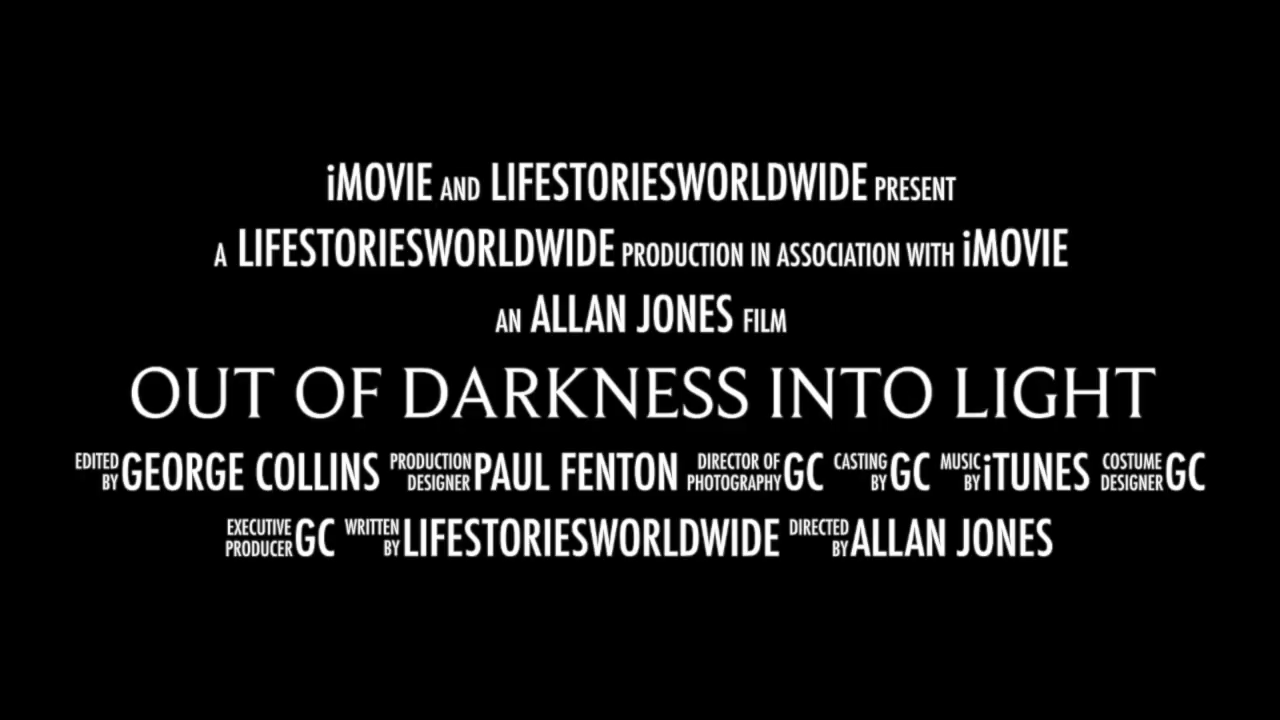 iMOVIE AND LIFESTORIESWORLDWIDE PRESENT
A LIFESTORIESWORLDWIDE PRODUCTION IN ASSOCIATION WITH iMOVIE
AN ALLAN JONES FILM
OUT OF DARKNESS INTO LIGHT
EDITED BY GEORGE COLLINS PRODUCTION DESIGNER PAUL FENTON DIRECTOR OF PHOTOGRAPHY GC CASTING BY GC MUSIC BY iTUNES COSTUME DESIGNER GC
EXECUTIVE PRODUCER GC WRITTEN BY LIFESTORIESWORLDWIDE DIRECTED BY ALLAN JONES